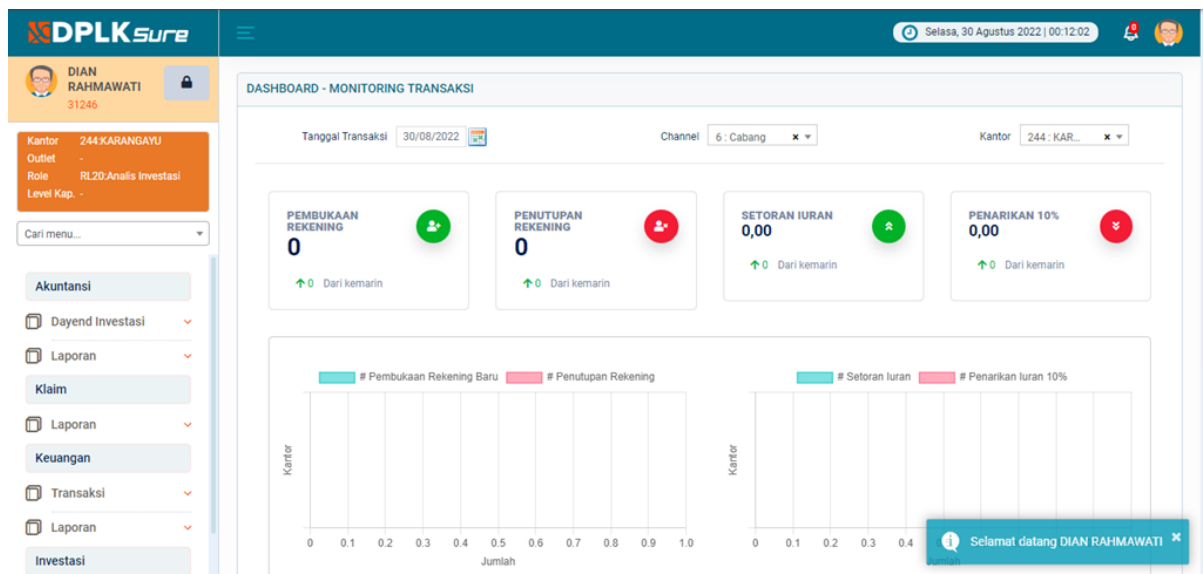 DPLKSure
Selasa, 30 Agustus 2022 | 00:12:02
0
DIAN
RAHMAWATI
31246
Kantor 244:KARANGAYU
Outlet -
Role RL20:Analis Investasi
Level Kap. -
Cari menu...
Akuntansi
Dayend Investasi
Laporan
Klaim
Laporan
Keuangan
Transaksi
Laporan
Investasi
DASHBOARD - MONITORING TRANSAKSI
Tanggal Transaksi 30/08/2022
Channel 6 : Cabang ×
Kantor 244 : KAR... ×
PEMBUKAAN
REKENING
0
0 Dari kemarin
PENUTUPAN
REKENING
0
0 Dari kemarin
SETORAN IURAN
0,00
0 Dari kemarin
PENARIKAN 10%
0,00
0 Dari kemarin
# Pembukaan Rekening Baru # Penutupan Rekening
Kantor
0 0.1 0.2 0.3 0.4 0.5 0.6 0.7 0.8 0.9 1.0
Jumlah
# Setoran Iuran # Penarikan Iuran 10%
Kantor
0 0.1 0.2 0.3 0.4
Jumlah
Selamat datang DIAN RAHMAWATI ×